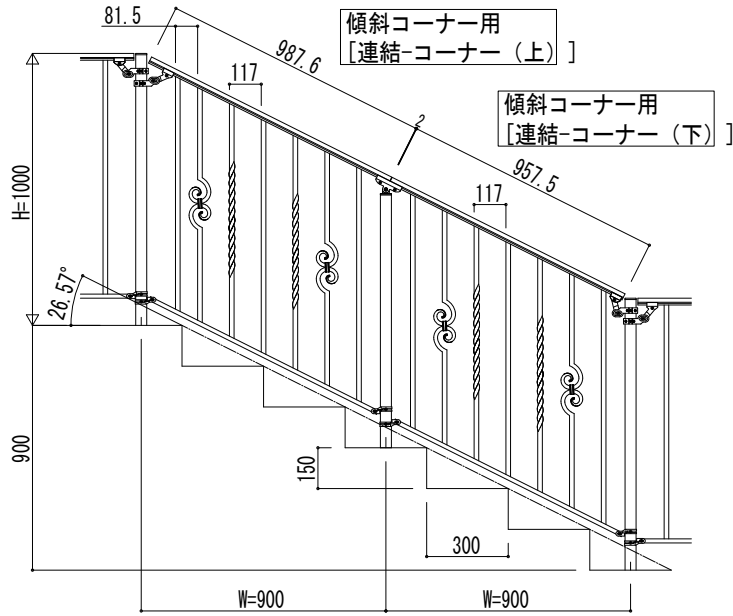 傾斜コーナー用
[連結-コーナー（上）]
傾斜コーナー用
[連結-コーナー（下）]
81.5
987.6
117
2
957.5
117
H=1000
26.57°
900
150
300
W=900
W=900